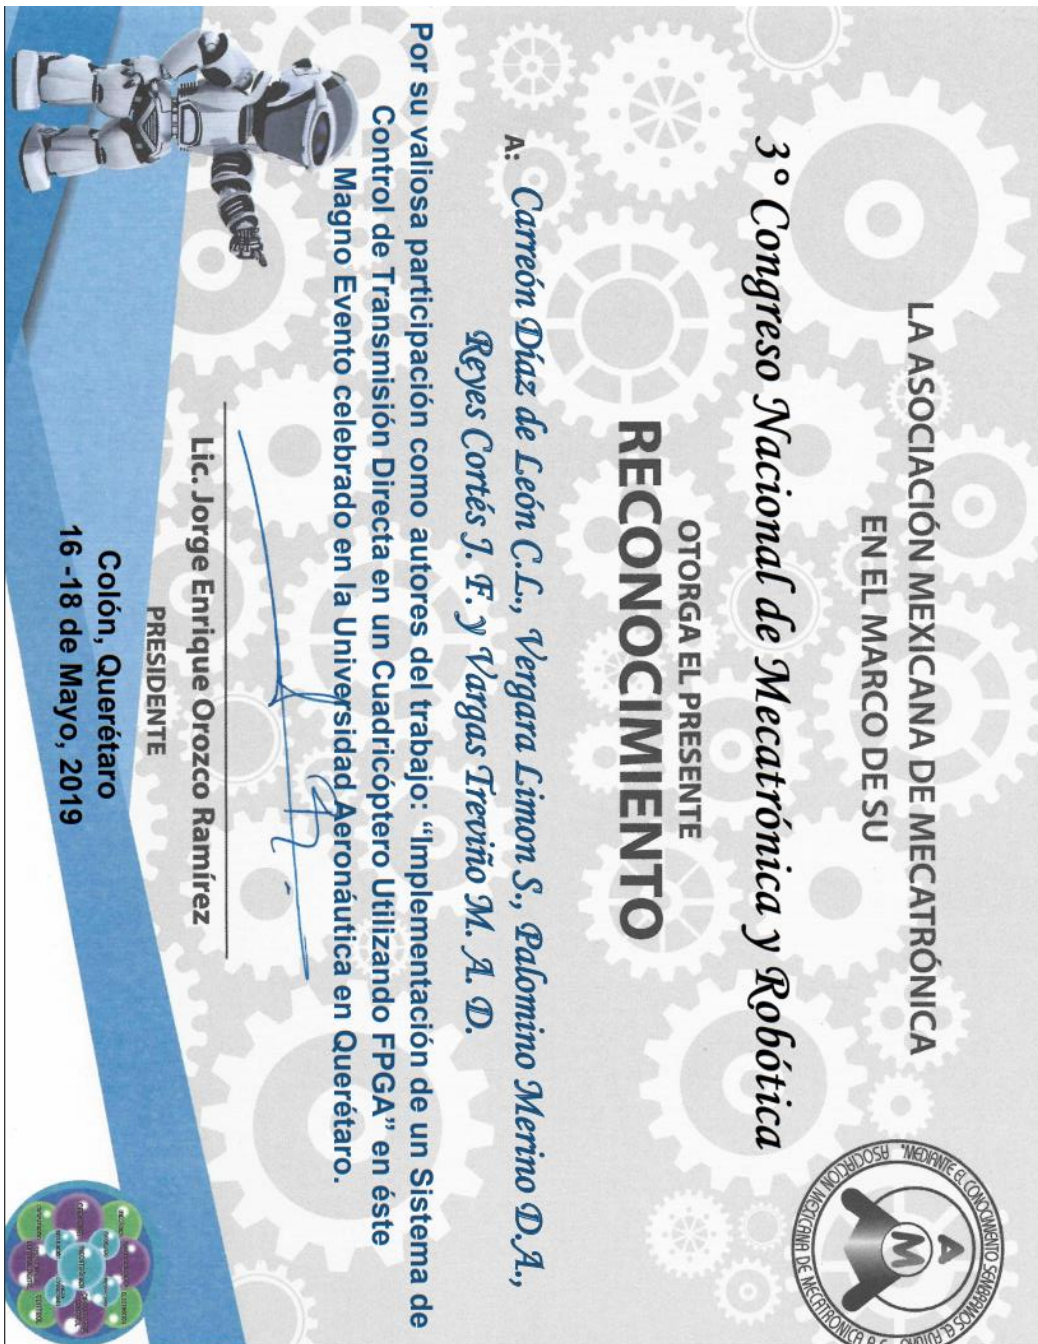 LA ASOCIACIÓN MEXICANA DE MECATRÓNICA
EN EL MARCO DE SU
3° Congreso Nacional de Mecatrónica y Robótica
OTORGA EL PRESENTE
RECONOCIMIENTO
A: Carreón Díaz de León C.L., Vergara Limon S., Palomino Merino D.A.,
Reyes Cortés J. F. y Vargas Treviño M. A. D.
Por su valiosa participación como autores del trabajo: “Implementación de un Sistema de
Control de Transmisión Directa en un Cuadricóptero Utilizando FPGA” en éste
Magno Evento celebrado en la Universidad Aeronáutica en Querétaro.
Lic. Jorge Enrique Orozco Ramírez
PRESIDENTE
Colón, Querétaro
16 -18 de Mayo, 2019
"MEDIANTE EL CONOCIMIENTO SEMBRAMOS EL
ASOCIACION MEXICANA DE MECATRONICA A.C.
A
M